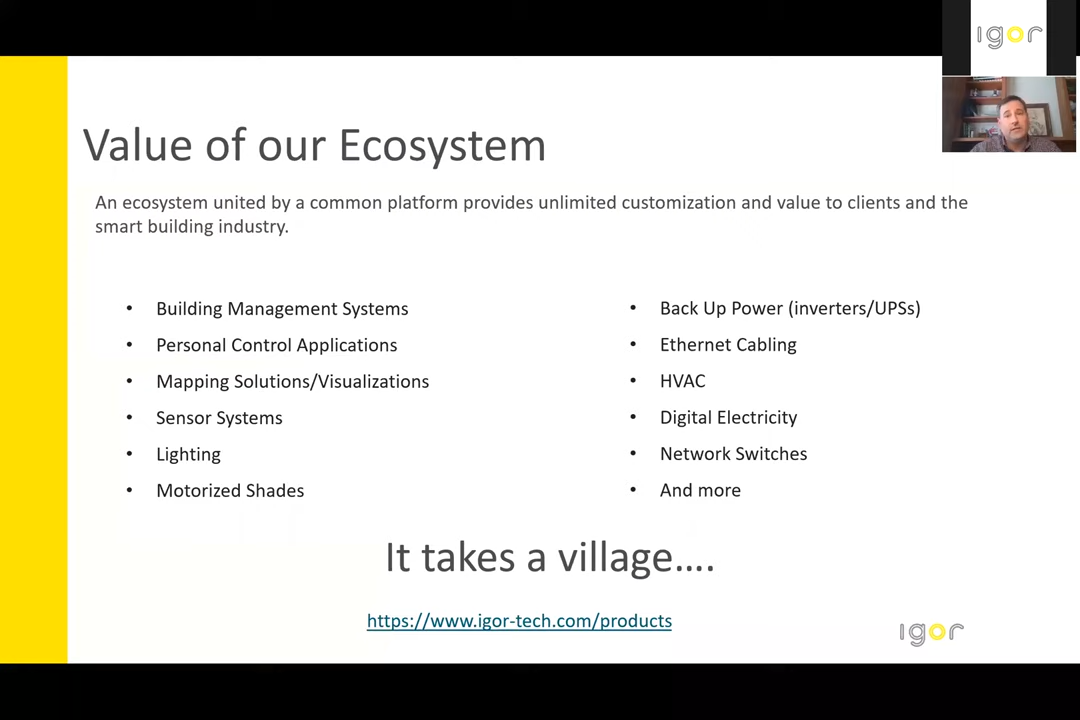 igor
Value of our Ecosystem
An ecosystem united by a common platform provides unlimited customization and value to clients and the
smart building industry.
• Building Management Systems
• Personal Control Applications
• Mapping Solutions/Visualizations
• Sensor Systems
• Lighting
• Motorized Shades
• Back Up Power (inverters/UPSs)
• Ethernet Cabling
• HVAC
• Digital Electricity
• Network Switches
• And more
It takes a village….
https://www.igor-tech.com/products
igor